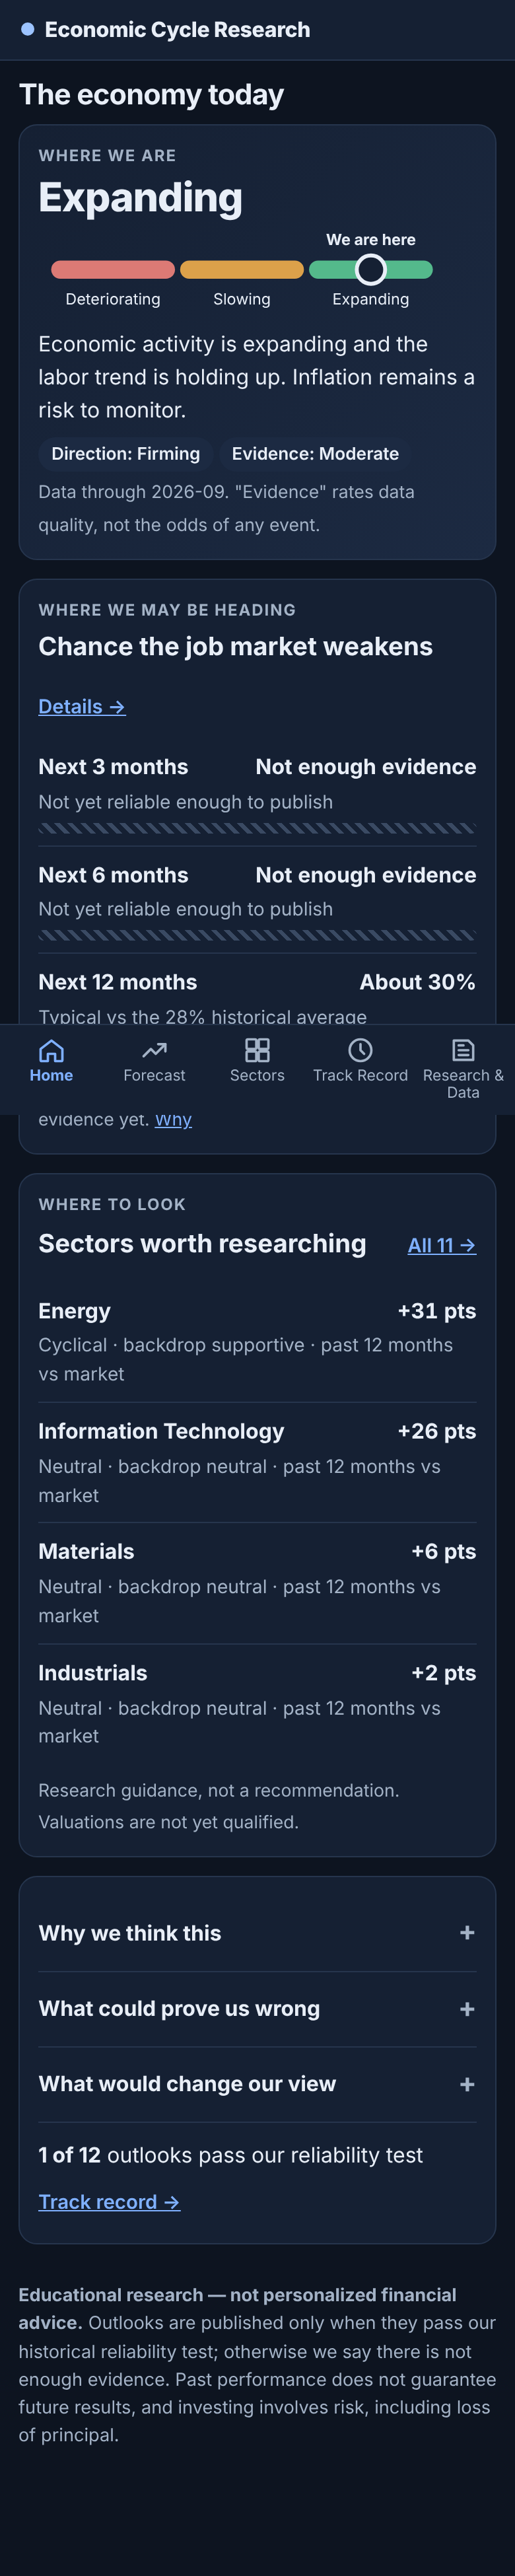 Economic Cycle Research
The economy today
WHERE WE ARE
Expanding
We are here
Deteriorating
Slowing
Expanding
Economic activity is expanding and the
labor trend is holding up. Inflation remains a
risk to monitor.
Direction: Firming
Evidence: Moderate
Data through 2026-09. "Evidence" rates data
quality, not the odds of any event.
WHERE WE MAY BE HEADING
Chance the job market weakens
Details →
Next 3 months
Not enough evidence
Not yet reliable enough to publish
Next 6 months
Not enough evidence
Not yet reliable enough to publish
Next 12 months
About 30%
Typical vs the 28% historical average
Home
Forecast
Sectors
Track Record
Research &
Data
evidence yet. Why
WHERE TO LOOK
Sectors worth researching
All 11 →
Energy
+31 pts
Cyclical · backdrop supportive · past 12 months
vs market
Information Technology
+26 pts
Neutral · backdrop neutral · past 12 months vs
market
Materials
+6 pts
Neutral · backdrop neutral · past 12 months vs
market
Industrials
+2 pts
Neutral · backdrop neutral · past 12 months vs
market
Research guidance, not a recommendation.
Valuations are not yet qualified.
Why we think this
+
What could prove us wrong
+
What would change our view
+
1 of 12 outlooks pass our reliability test
Track record →
Educational research — not personalized financial
advice. Outlooks are published only when they pass our
historical reliability test; otherwise we say there is not
enough evidence. Past performance does not guarantee
future results, and investing involves risk, including loss
of principal.